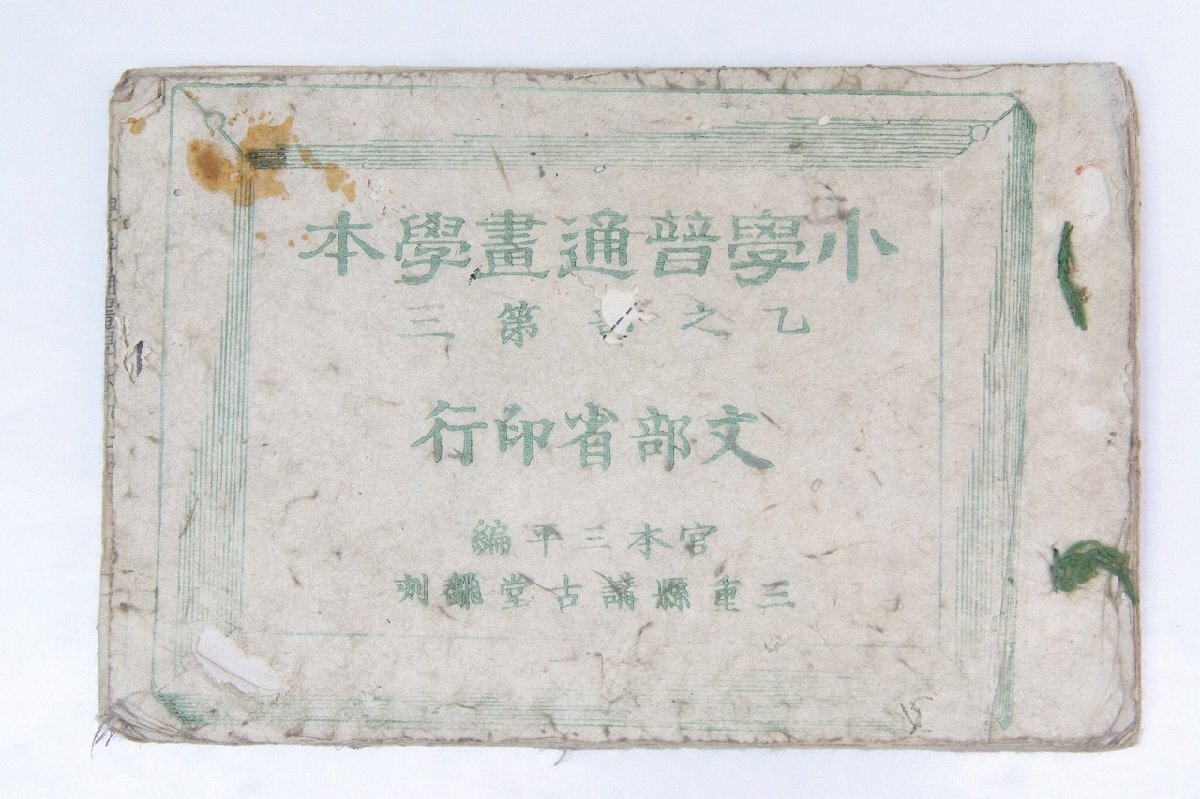 小學普通畫學本
乙之第三
文部省印行
宮本三平編
三重縣講古堂飜刻